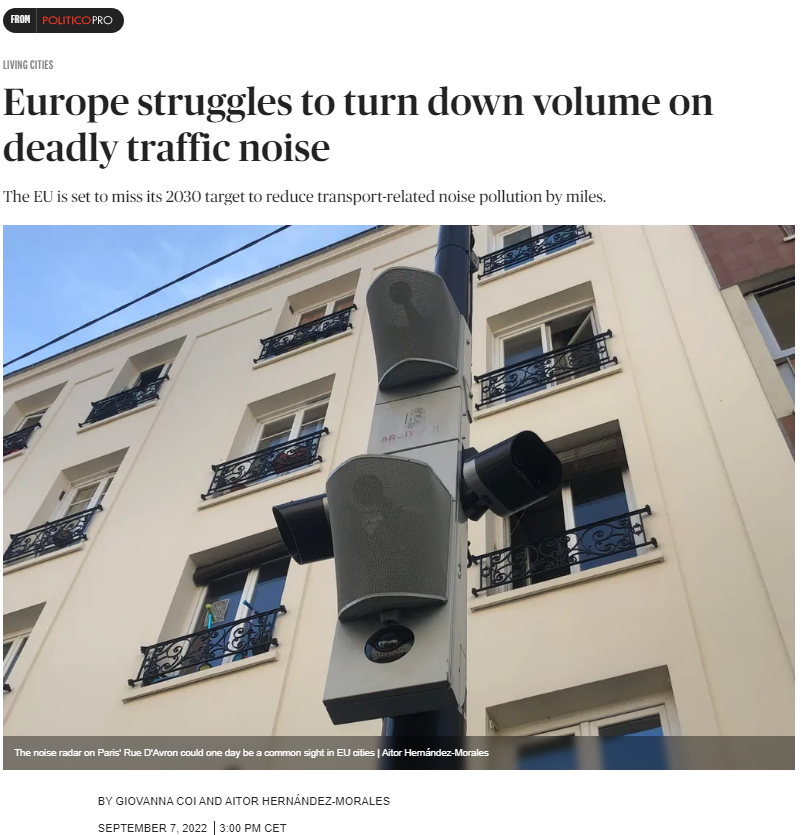 FROM POLITICOPRO
LIVING CITIES
Europe struggles to turn down volume on
deadly traffic noise
The EU is set to miss its 2030 target to reduce transport-related noise pollution by miles.
The noise radar on Paris' Rue D'Avron could one day be a common sight in EU cities | Aitor Hernández-Morales
BY GIOVANNA COI AND AITOR HERNÁNDEZ-MORALES
SEPTEMBER 7, 2022 | 3:00 PM CET